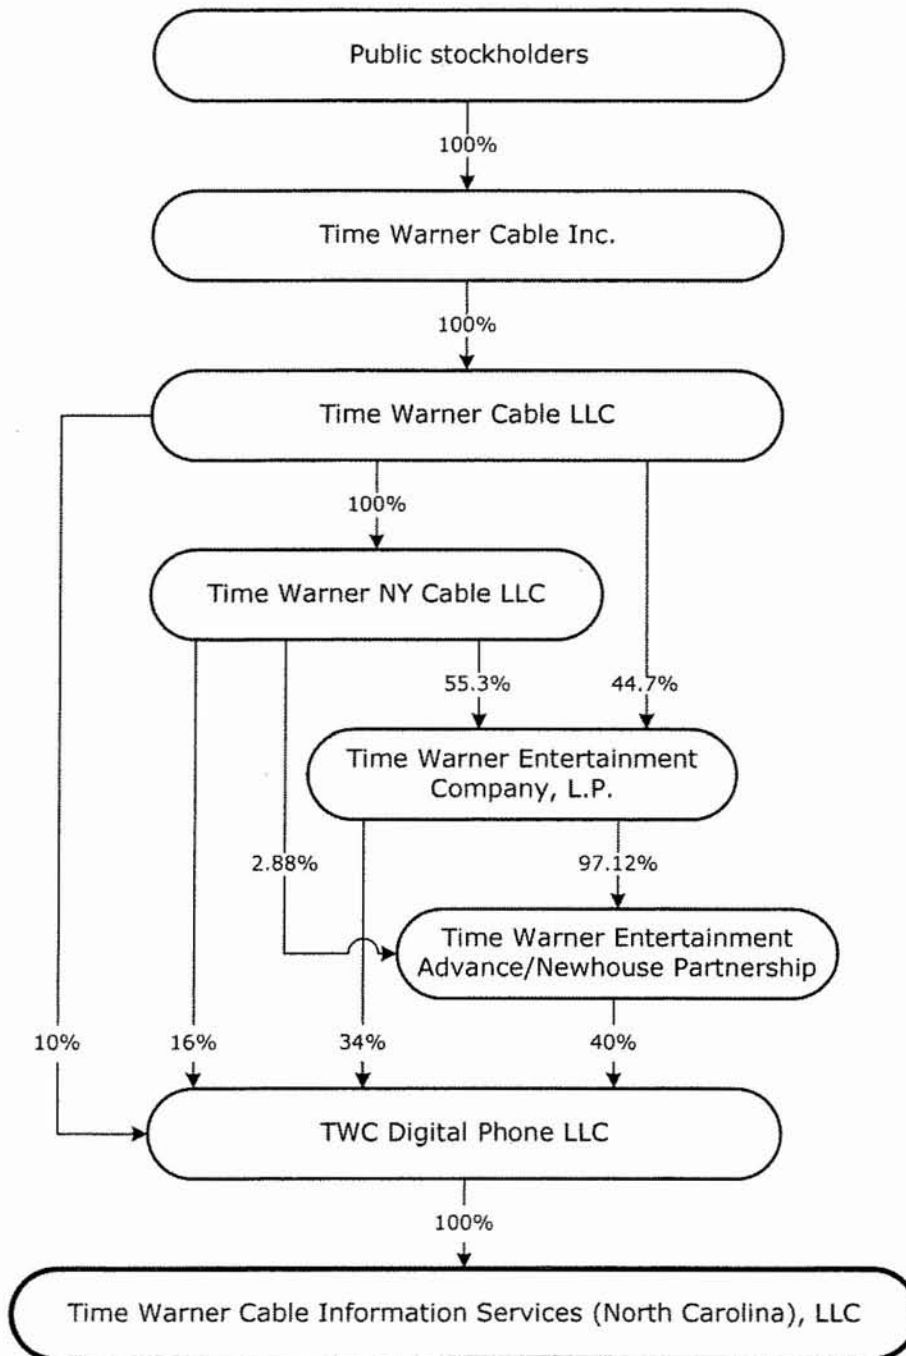 Public stockholders
100%
Time Warner Cable Inc.
100%
Time Warner Cable LLC
100%
Time Warner NY Cable LLC
55.3%
44.7%
Time Warner Entertainment
Company, L.P.
2.88%
97.12%
Time Warner Entertainment
Advance/Newhouse Partnership
10%
16%
34%
40%
TWC Digital Phone LLC
100%
Time Warner Cable Information Services (North Carolina), LLC